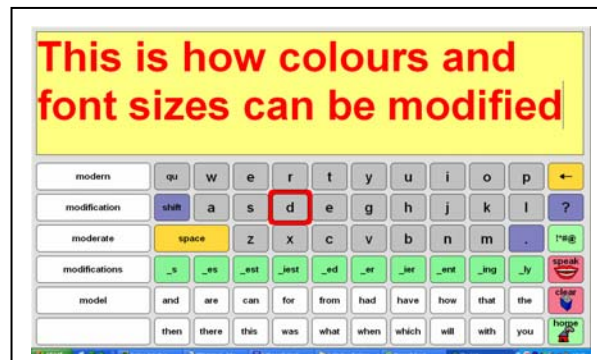 This is how colours and
font sizes can be modified
modern qu w e r t y u i o p ←
modification shift a s d e g h j k l ?
moderate space z x c v b n m . !*#@
modifications _s _es _est _iest _ed _er _ier _ent _ing _ly speak
model and are can for from had have how that the clear
then there this was what when which will with you home